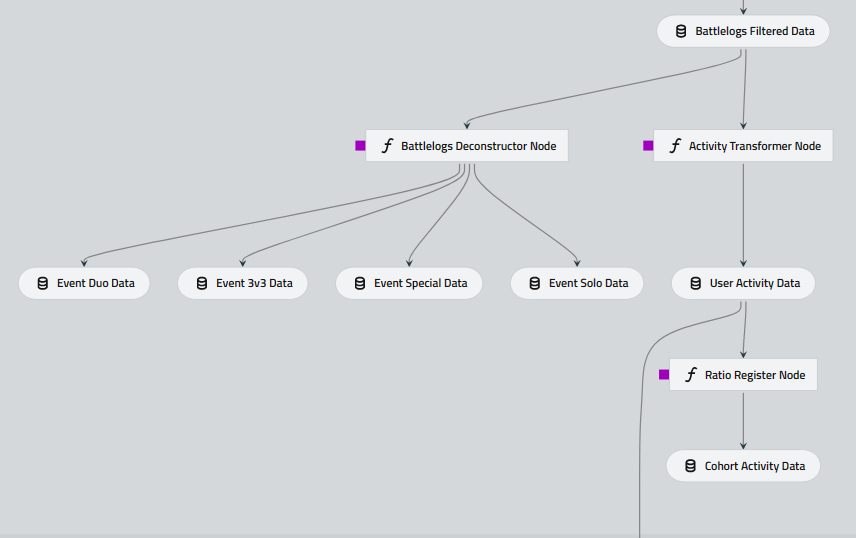 Battlelogs Filtered Data
Battlelogs Deconstructor Node
Activity Transformer Node
Event Duo Data
Event 3v3 Data
Event Special Data
Event Solo Data
User Activity Data
Ratio Register Node
Cohort Activity Data